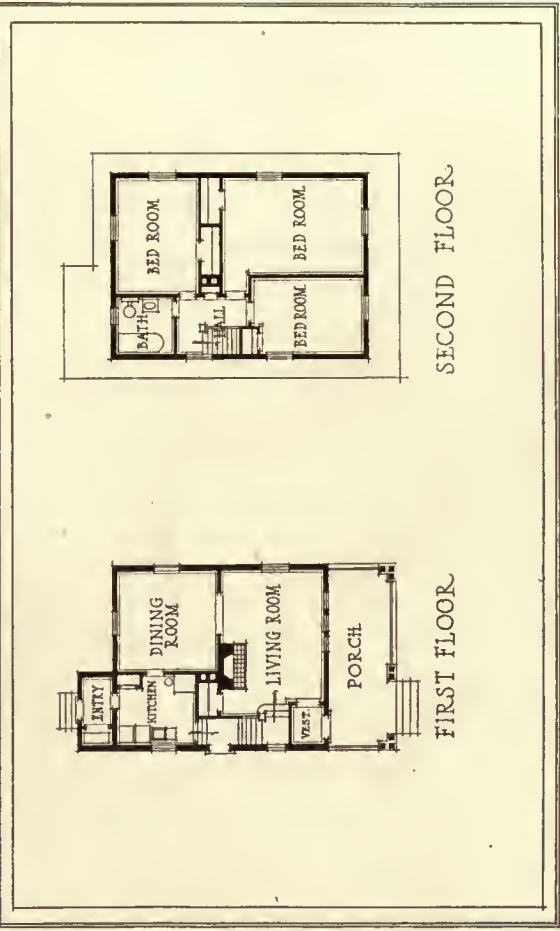 ENTRY
KITCHEN
DINING
ROOM
LIVING ROOM
VEST.
PORCH
FIRST FLOOR
BATH
BED ROOM
HALL
BED ROOM
BED ROOM
SECOND FLOOR